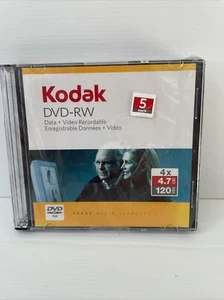 Kodak
5
DVD-RW
Data + Video Recordable
Enregistrable Données + Vidéo
4x
4.7
120
DVD